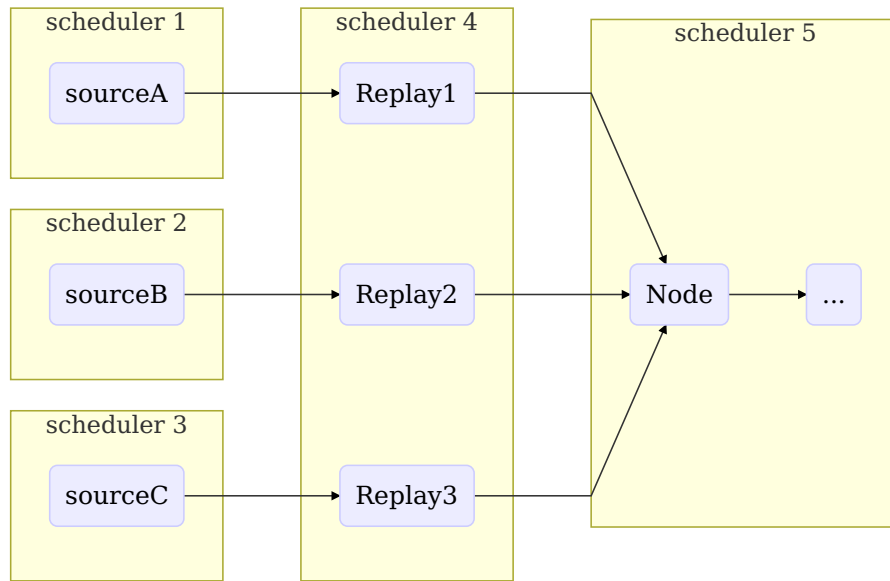 scheduler 1
sourceA
scheduler 2
sourceB
scheduler 3
sourceC
scheduler 4
Replay1
Replay2
Replay3
scheduler 5
Node
...